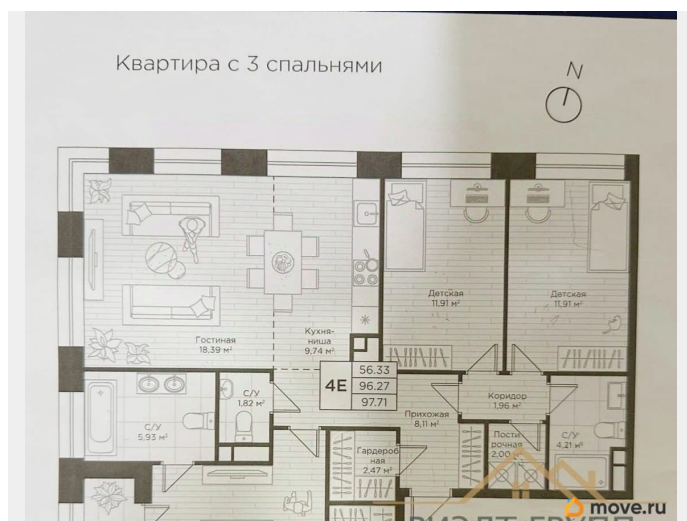 Квартира с 3 спальнями
N
Детская
11,91 м²
Детская
11,91 м²
Гостиная
18,39 м²
Кухня-
ниша
9,74 м²
4Е
56.33
96.27
97.71
С/У
5,93 м²
С/У
1,82 м²
Прихожая
8,11 м²
Коридор
1,96 м²
Гардероб
ная
2,47 м²
Пости
рочная
2,00
С/У
4,21 м²
move.ru